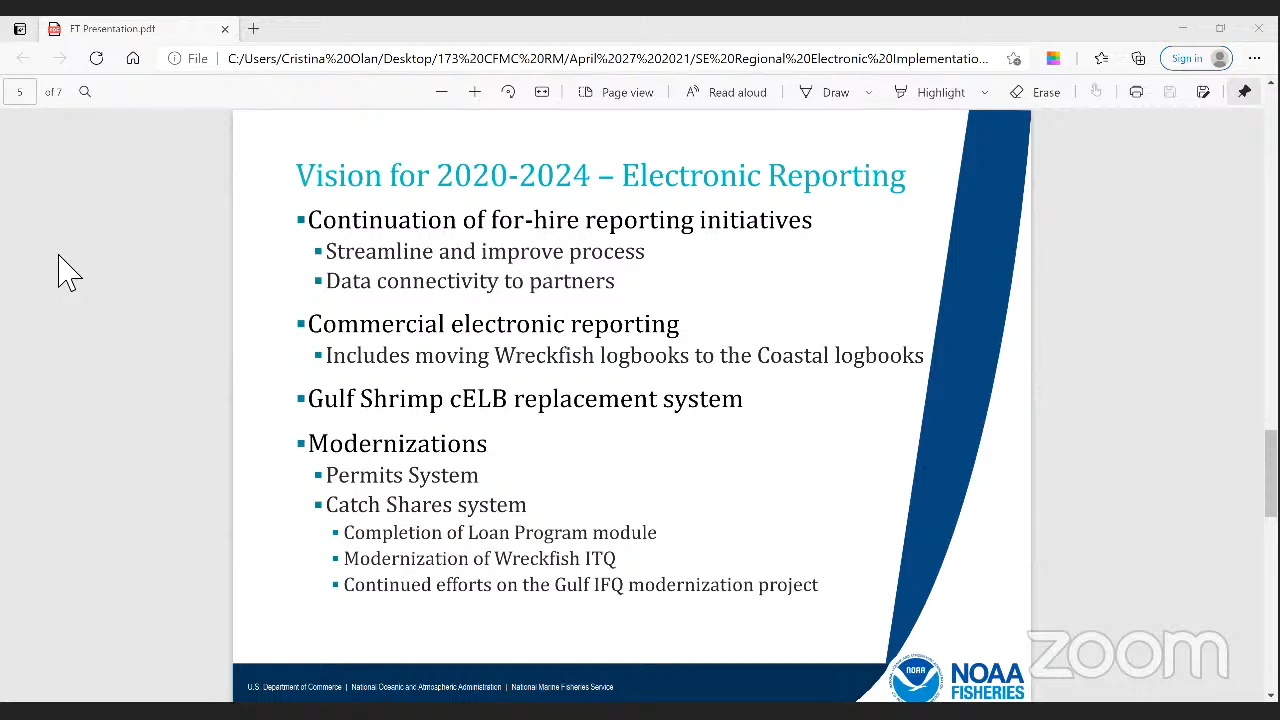 FT Presentation.pdf
File
C:/Users/Cristina%20Olan/Desktop/173%20CFMC%20RM/April%2027%202021/SE%20Regional%20Electronic%20Implementatio...
Sign in
5 of 7
Page view
Read aloud
Draw
Highlight
Erase
Vision for 2020-2024 – Electronic Reporting
▪Continuation of for-hire reporting initiatives
▪Streamline and improve process
▪Data connectivity to partners
▪Commercial electronic reporting
▪Includes moving Wreckfish logbooks to the Coastal logbooks
▪Gulf Shrimp cELB replacement system
▪Modernizations
▪Permits System
▪Catch Shares system
▪Completion of Loan Program module
▪Modernization of Wreckfish ITQ
▪Continued efforts on the Gulf IFQ modernization project
U.S. Department of Commerce | National Oceanic and Atmospheric Administration | National Marine Fisheries Service
NOAA
NOAA
FISHERIES
zoom